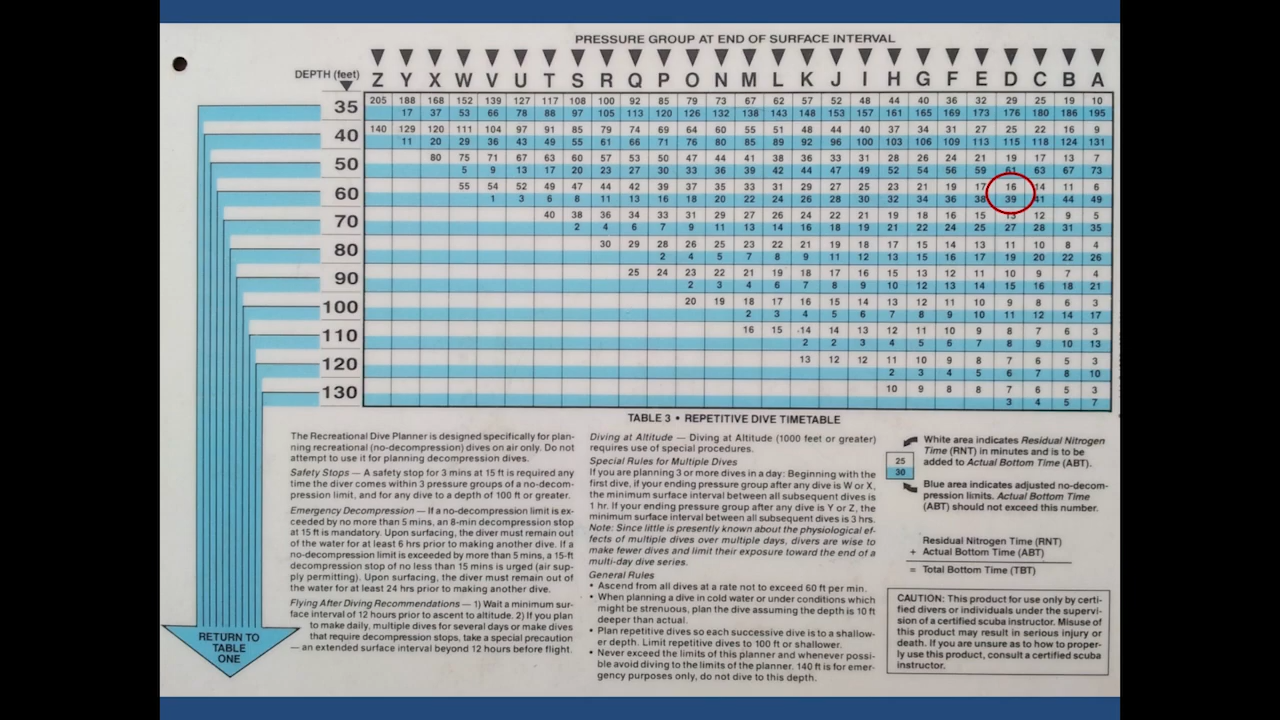 PRESSURE GROUP AT END OF SURFACE INTERVAL
DEPTH (feet) Z Y X W V U T S R Q P O N M L K J I H G F E D C B A
35 205 188 168 152 139 127 117 108 100 92 85 79 73 67 62 57 52 48 44 40 36 32 29 25 19 10
17 37 53 66 78 88 97 105 113 120 126 132 138 143 148 153 157 161 165 169 173 176 180 186 195
40 140 129 120 111 104 97 91 85 79 74 69 64 60 55 51 48 44 40 37 34 31 27 25 22 16 9
11 20 29 36 43 49 55 61 66 71 76 80 85 89 92 96 100 103 106 109 113 115 118 124 131
50 80 75 71 67 63 60 57 53 50 47 44 41 38 36 33 31 28 26 24 21 19 17 13 7
5 9 13 17 20 23 27 30 33 36 39 42 44 47 49 52 54 56 59 61 63 67 73
60 55 54 52 49 47 44 42 39 37 35 33 31 29 27 25 23 21 19 17 16 14 11 6
1 3 6 8 11 13 16 18 20 22 24 26 28 30 32 34 36 38 39 41 44 49
70 40 38 36 34 33 31 29 27 26 24 22 21 19 18 16 15 13 12 9 5
2 4 6 7 9 11 13 14 16 18 19 21 22 24 25 27 28 31 35
80 30 29 28 26 25 23 22 21 19 18 17 15 14 13 11 10 8 4
2 4 5 7 8 9 11 12 13 15 16 17 19 20 22 26
90 25 24 23 22 21 19 18 17 16 15 13 12 11 10 9 7 4
2 3 4 6 7 8 9 10 12 13 14 15 16 18 21
100 20 19 18 17 16 15 14 13 12 11 10 9 8 6 3
2 3 4 5 6 7 8 9 10 11 12 14 17
110 16 15 14 14 13 12 11 10 9 8 7 6 3
2 2 3 4 5 6 7 8 9 10 13
120 13 12 12 11 10 9 8 7 6 5 3
2 3 4 5 6 7 8 10
130 10 9 8 8 7 6 5 3
3 4 5 7
TABLE 3 • REPETITIVE DIVE TIMETABLE
The Recreational Dive Planner is designed specifically for plan-
ning recreational (no-decompression) dives on air only. Do not
attempt to use it for planning decompression dives.
Safety Stops — A safety stop for 3 mins at 15 ft is required any
time the diver comes within 3 pressure groups of a no-decom-
pression limit, and for any dive to a depth of 100 ft or greater.
Emergency Decompression — If a no-decompression limit is ex-
ceeded by no more than 5 mins, an 8-min decompression stop
at 15 ft is mandatory. Upon surfacing, the diver must remain out
of the water for at least 6 hrs prior to making another dive. If a
no-decompression limit is exceeded by more than 5 mins, a 15-ft
decompression stop of no less than 15 mins is urged (air sup-
ply permitting). Upon surfacing, the diver must remain out of
the water for at least 24 hrs prior to making another dive.
Flying After Diving Recommendations — 1) Wait a minimum sur-
face interval of 12 hours prior to ascent to altitude. 2) If you plan
to make daily, multiple dives for several days or make dives
that require decompression stops, take a special precaution
— an extended surface interval beyond 12 hours before flight.
RETURN TO
TABLE
ONE
Diving at Altitude — Diving at Altitude (1000 feet or greater)
requires use of special procedures.
Special Rules for Multiple Dives
If you are planning 3 or more dives in a day: Beginning with the
first dive, if your ending pressure group after any dive is W or X,
the minimum surface interval between all subsequent dives is
1 hr. If your ending pressure group after any dive is Y or Z, the
minimum surface interval between all subsequent dives is 3 hrs.
Note: Since little is presently known about the physiological ef-
fects of multiple dives over multiple days, divers are wise to
make fewer dives and limit their exposure toward the end of a
multi-day dive series.
General Rules
• Ascend from all dives at a rate not to exceed 60 ft per min.
• When planning a dive in cold water or under conditions which
might be strenuous, plan the dive assuming the depth is 10 ft
deeper than actual.
• Plan repetitive dives so each successive dive is to a shallow-
er depth. Limit repetitive dives to 100 ft or shallower.
• Never exceed the limits of this planner and whenever possi-
ble avoid diving to the limits of the planner. 140 ft is for emer-
gency purposes only, do not dive to this depth.
25
30
White area indicates Residual Nitrogen
Time (RNT) in minutes and is to be
added to Actual Bottom Time (ABT).
Blue area indicates adjusted no-decom-
pression limits. Actual Bottom Time
(ABT) should not exceed this number.
Residual Nitrogen Time (RNT)
+ Actual Bottom Time (ABT)
= Total Bottom Time (TBT)
CAUTION: This product for use only by certi-
fied divers or individuals under the supervi-
sion of a certified scuba instructor. Misuse of
this product may result in serious injury or
death. If you are unsure as to how to proper-
ly use this product, consult a certified scuba
instructor.